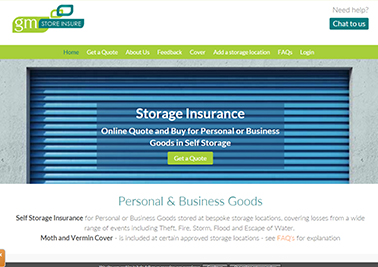 gm STORE INSURE
Need help?
Chat to us
Home Get a Quote About Us Feedback Cover Add a storage location FAQs Login
Storage Insurance
Online Quote and Buy for Personal or Business
Goods in Self Storage
Get a Quote
Personal & Business Goods
Self Storage Insurance for Personal or Business Goods stored at bespoke storage locations, covering losses from a wide
range of events including Theft, Fire, Storm, Flood and Escape of Water.
Moth and Vermin Cover - Is included at certain approved storage locations - see FAQ's for explanation